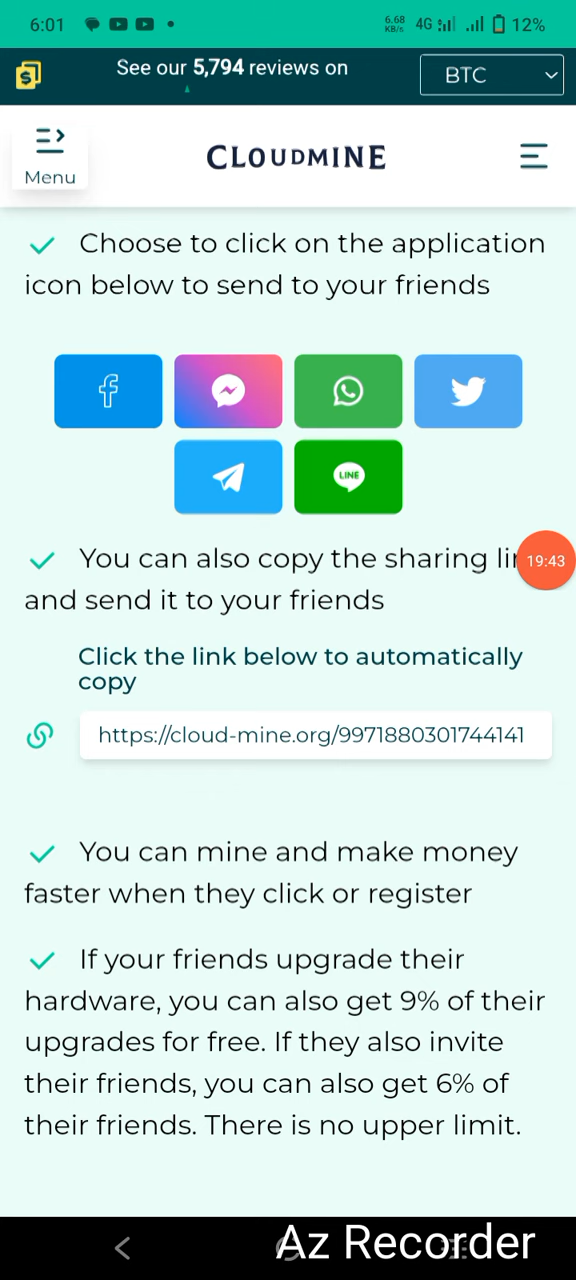 6:01
6.68 KB/s 4G 12%
See our 5,794 reviews on
BTC
Menu
CLOUDMINE
Choose to click on the application
icon below to send to your friends
LINE
You can also copy the sharing
19:43
and send it to your friends
Click the link below to automatically
copy
https://cloud-mine.org/9971880301744141
You can mine and make money
faster when they click or register
If your friends upgrade their
hardware, you can also get 9% of their
upgrades for free. If they also invite
their friends, you can also get 6% of
their friends. There is no upper limit.
Az Recorder